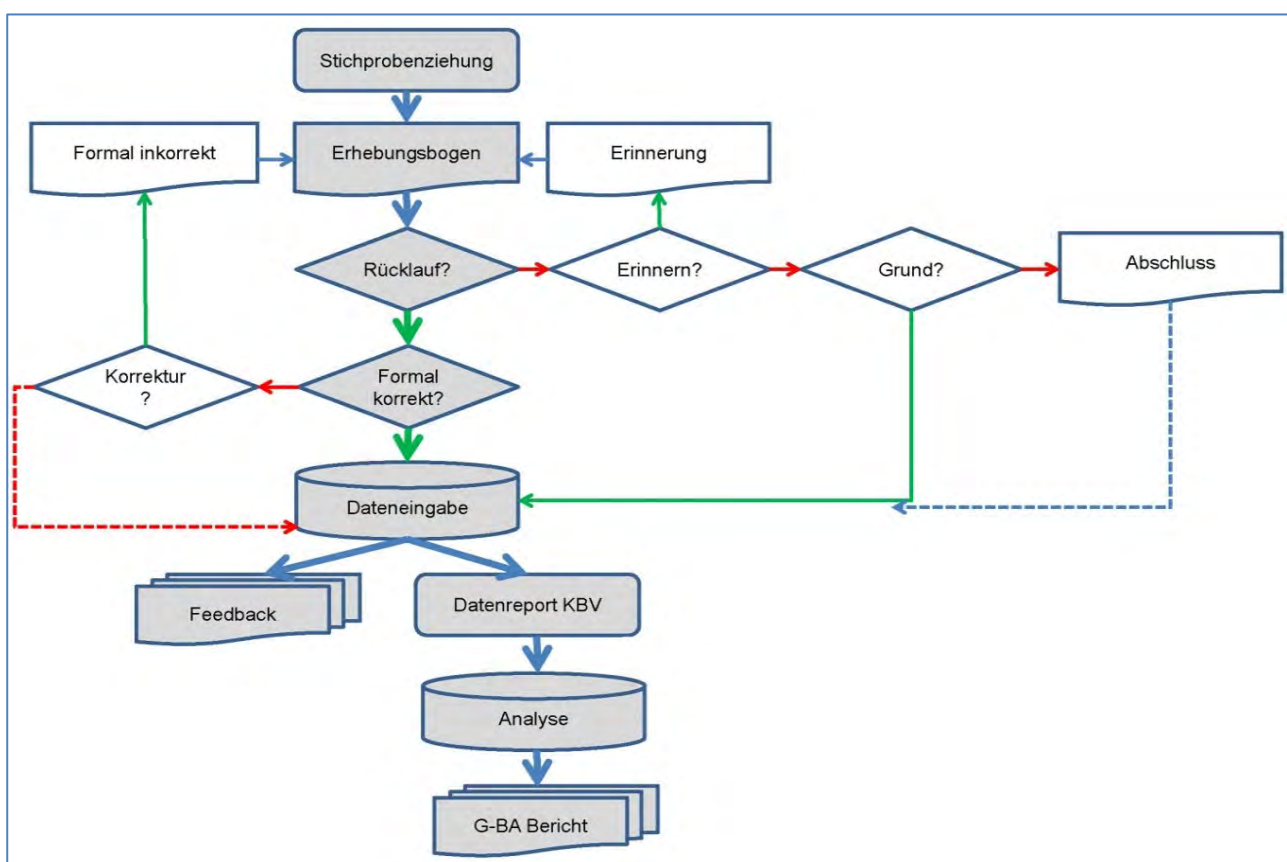 Stichprobenziehung
Formal inkorrekt
Erhebungsbogen
Erinnerung
Rücklauf?
Erinnern?
Grund?
Abschluss
Korrektur
?
Formal
korrekt?
Dateneingabe
Feedback
Datenreport KBV
Analyse
G-BA Bericht